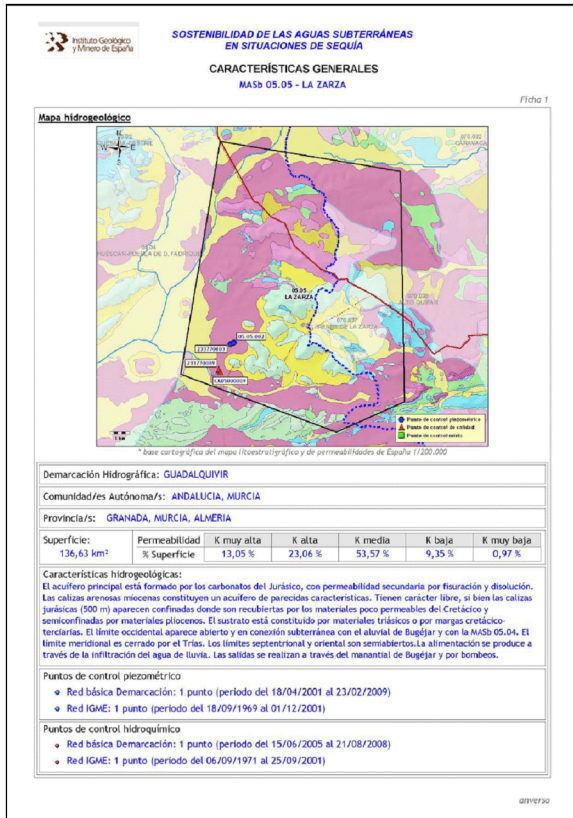 Instituto Geológico
y Minero de España
SOSTENIBILIDAD DE LAS AGUAS SUBTERRÁNEAS
EN SITUACIONES DE SEQUÍA
CARACTERÍSTICAS GENERALES
MASb 05.05 - LA ZARZA
Ficha 1
Mapa hidrogeológico
N
W E
S
CARAVACA
05.04
HUESCAR-PUEBLA DE D. FADRIQUE
05.05
LA ZARZA
05.05.002
Punto de control piezométrico
Punto de control de calidad
Punto de control mixto
* base cartográfica del mapa litoestratigráfico y de permeabilidades de España 1/200.000
Demarcación Hidrográfica: GUADALQUIVIR
Comunidad/es Autónoma/s: ANDALUCIA, MURCIA
Provincia/s: GRANADA, MURCIA, ALMERIA
Superficie: Permeabilidad K muy alta K alta K media K baja K muy baja
136,63 km² % Superficie 13,05 % 23,06 % 53,57 % 9,35 % 0,97 %
Características hidrogeológicas:
El acuífero principal está formado por los carbonatos del Jurásico, con permeabilidad secundaria por fisuración y disolución.
Las calizas arenosas miocenas constituyen un acuífero de parecidas características. Tienen carácter libre, si bien las calizas
jurásicas (500 m) aparecen confinadas donde son recubiertas por los materiales poco permeables del Cretácico y
semiconfinadas por materiales pliocenos. El sustrato está constituido por materiales triásicos o por margas cretácico-
terciarias. El límite occidental aparece abierto y en conexión subterránea con el aluvial de Bugéjar y con la MASb 05.04. El
límite meridional es cerrado por el Trías. Los límites septentrional y oriental son semiabiertos.La alimentación se produce a
través de la infiltración del agua de lluvia. Las salidas se realizan a través del manantial de Bugéjar y por bombeos.
Puntos de control piezométrico
Red básica Demarcación: 1 punto (periodo del 18/04/2001 al 23/02/2009)
Red IGME: 1 punto (periodo del 18/09/1969 al 01/12/2001)
Puntos de control hidroquímico
Red básica Demarcación: 1 punto (periodo del 15/06/2005 al 21/08/2008)
Red IGME: 1 punto (periodo del 06/09/1971 al 25/09/2001)
anverso